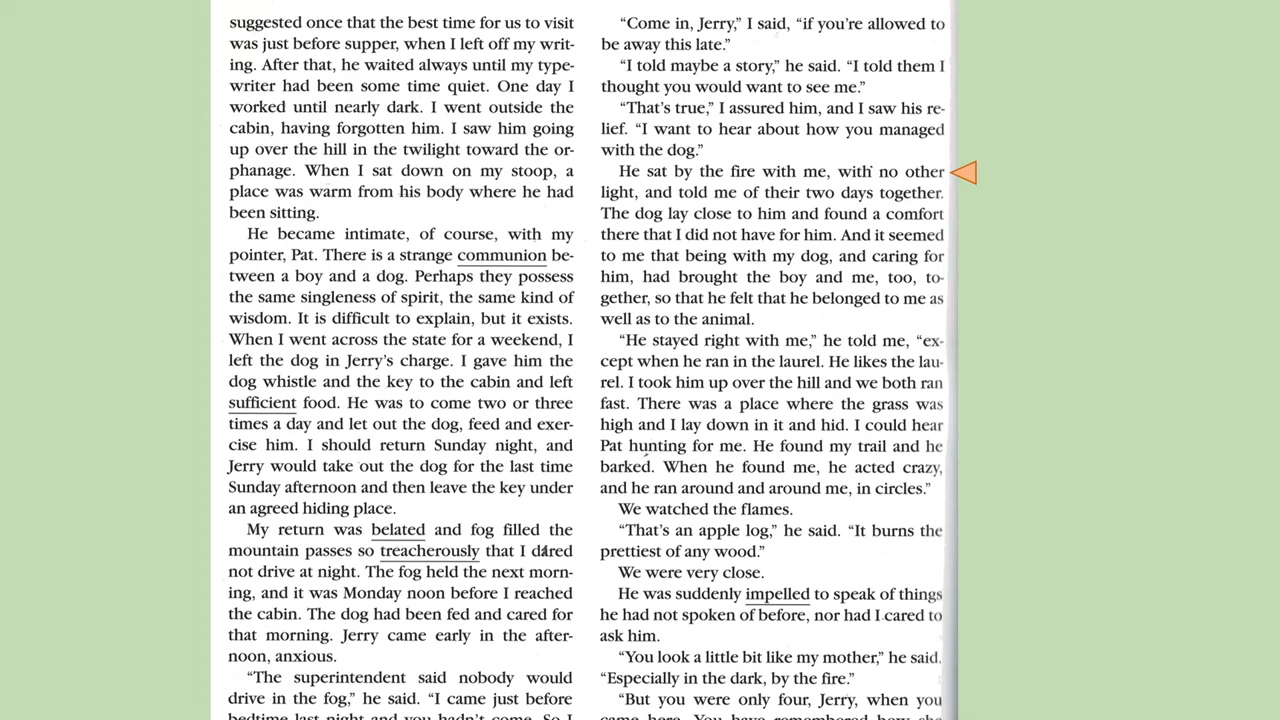 suggested once that the best time for us to visit
was just before supper, when I left off my writ-
ing. After that, he waited always until my type-
writer had been some time quiet. One day I
worked until nearly dark. I went outside the
cabin, having forgotten him. I saw him going
up over the hill in the twilight toward the or-
phanage. When I sat down on my stoop, a
place was warm from his body where he had
been sitting.
He became intimate, of course, with my
pointer, Pat. There is a strange communion be-
tween a boy and a dog. Perhaps they possess
the same singleness of spirit, the same kind of
wisdom. It is difficult to explain, but it exists.
When I went across the state for a weekend, I
left the dog in Jerry’s charge. I gave him the
dog whistle and the key to the cabin and left
sufficient food. He was to come two or three
times a day and let out the dog, feed and exer-
cise him. I should return Sunday night, and
Jerry would take out the dog for the last time
Sunday afternoon and then leave the key under
an agreed hiding place.
My return was belated and fog filled the
mountain passes so treacherously that I dared
not drive at night. The fog held the next morn-
ing, and it was Monday noon before I reached
the cabin. The dog had been fed and cared for
that morning. Jerry came early in the after-
noon, anxious.
“The superintendent said nobody would
drive in the fog,” he said. “I came just before
bedtime last night and you hadn’t come. So I
“Come in, Jerry,” I said, “if you’re allowed to
be away this late.”
“I told maybe a story,” he said. “I told them I
thought you would want to see me.”
“That’s true,” I assured him, and I saw his re-
lief. “I want to hear about how you managed
with the dog.”
He sat by the fire with me, with no other
light, and told me of their two days together.
The dog lay close to him and found a comfort
there that I did not have for him. And it seemed
to me that being with my dog, and caring for
him, had brought the boy and me, too, to-
gether, so that he felt that he belonged to me as
well as to the animal.
“He stayed right with me,” he told me, “ex-
cept when he ran in the laurel. He likes the lau-
rel. I took him up over the hill and we both ran
fast. There was a place where the grass was
high and I lay down in it and hid. I could hear
Pat hunting for me. He found my trail and he
barked. When he found me, he acted crazy,
and he ran around and around me, in circles.”
We watched the flames.
“That’s an apple log,” he said. “It burns the
prettiest of any wood.”
We were very close.
He was suddenly impelled to speak of things
he had not spoken of before, nor had I cared to
ask him.
“You look a little bit like my mother,” he said.
“Especially in the dark, by the fire.”
“But you were only four, Jerry, when you
came here. You have remembered how she